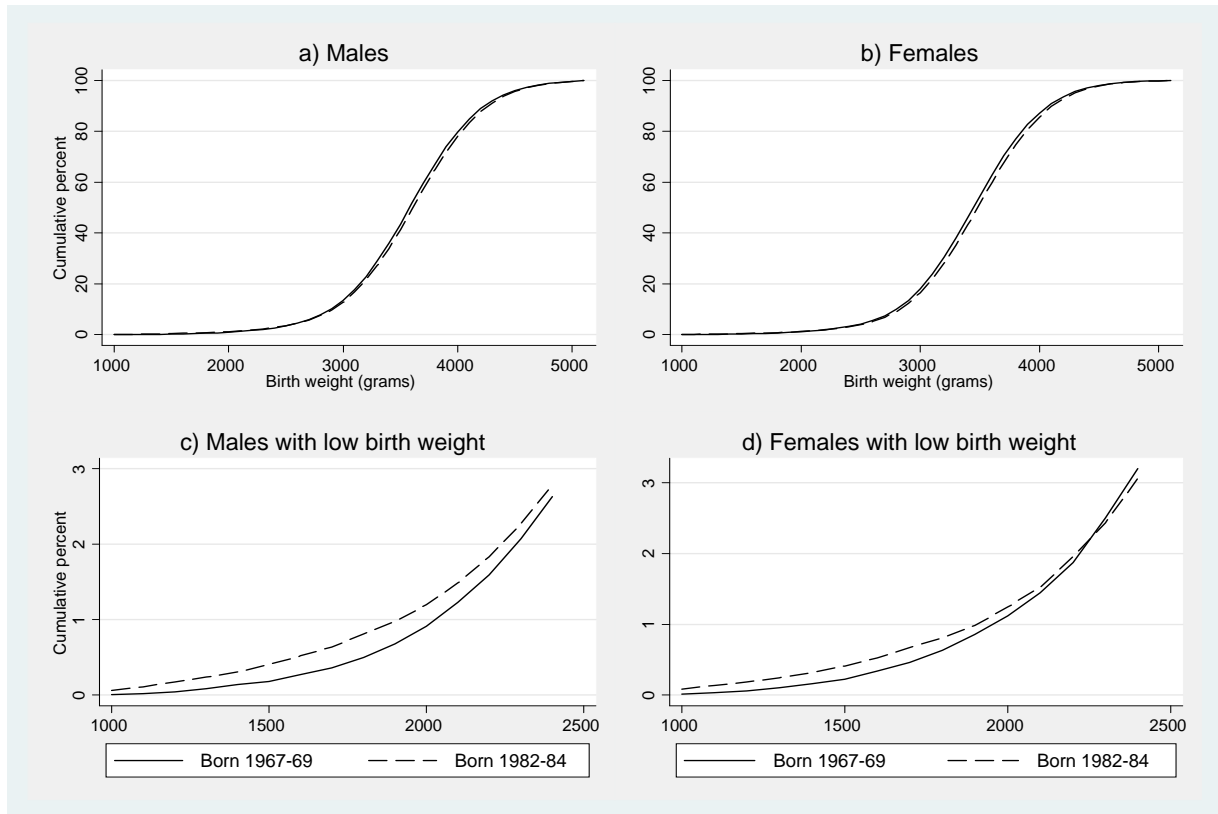 a) Males
Cumulative percent
100
80
60
40
20
0
1000 2000 3000 4000 5000
Birth weight (grams)
b) Females
100
80
60
40
20
0
1000 2000 3000 4000 5000
Birth weight (grams)
c) Males with low birth weight
Cumulative percent
3
2
1
0
1000 1500 2000 2500
Born 1967-69 Born 1982-84
d) Females with low birth weight
3
2
1
0
1000 1500 2000 2500
Born 1967-69 Born 1982-84